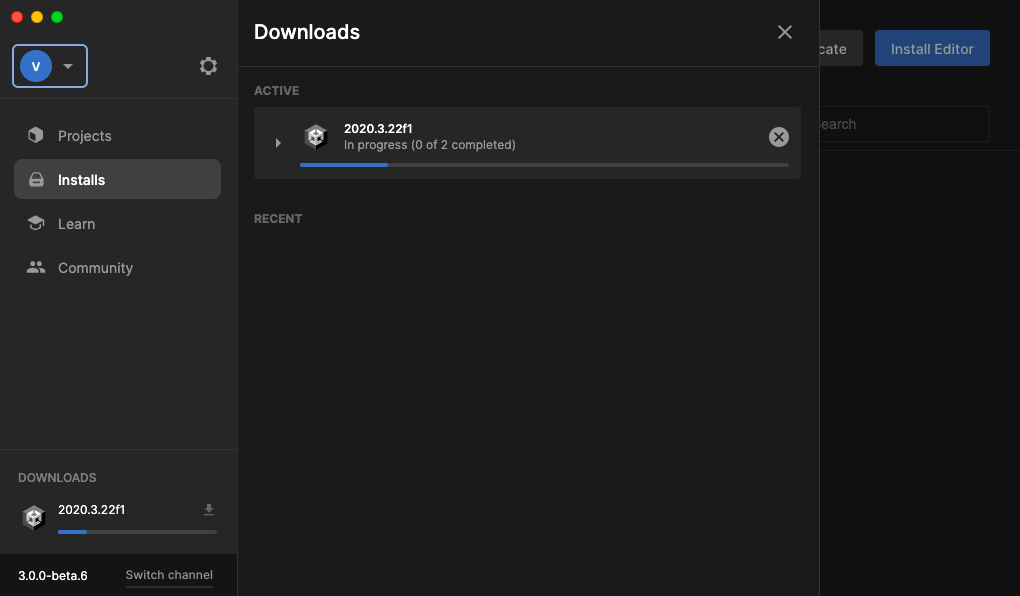 V
Projects
Installs
Learn
Community
DOWNLOADS
2020.3.22f1
3.0.0-beta.6
Switch channel
Downloads
ACTIVE
2020.3.22f1
In progress (0 of 2 completed)
RECENT
Install Editor